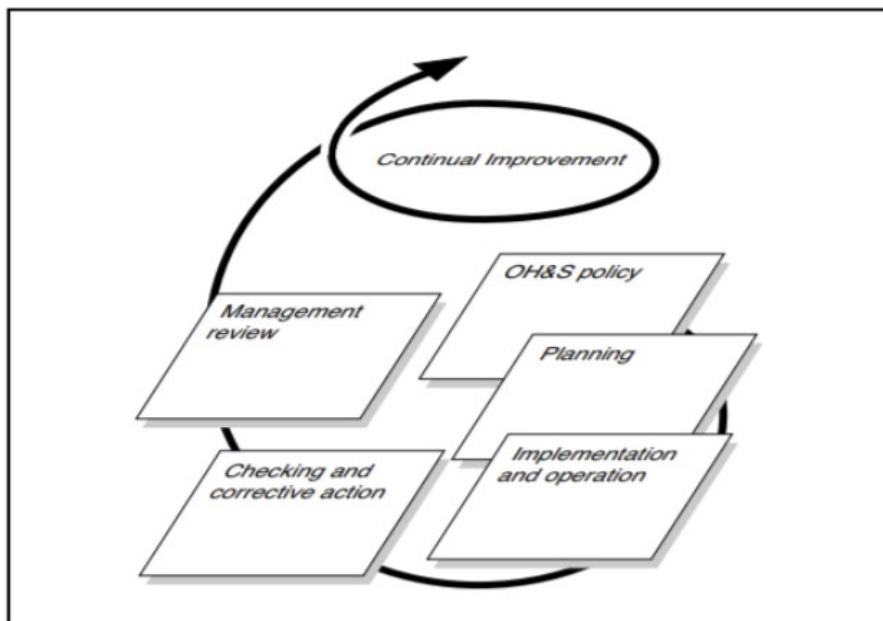 Continual Improvement
OH&S policy
Management
review
Planning
Implementation
and operation
Checking and
corrective action